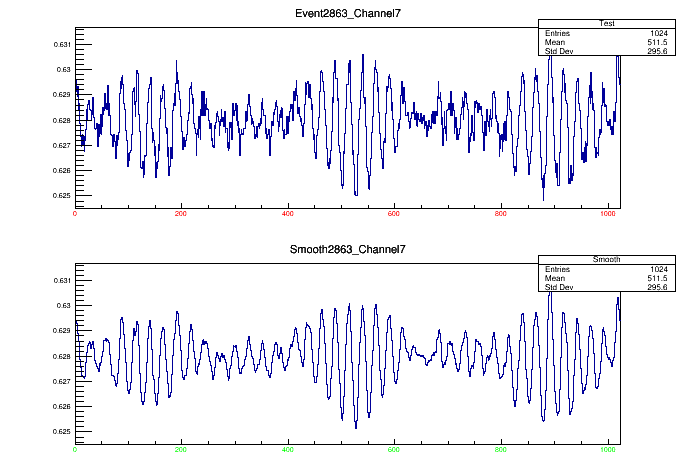 Event2863_Channel7
Test
Entries 1024
Mean 511.5
Std Dev 295.6
0.631
0.63
0.629
0.628
0.627
0.626
0.625
0 200 400 600 800 1000
Smooth2863_Channel7
Smooth
Entries 1024
Mean 511.5
Std Dev 295.6
0.631
0.63
0.629
0.628
0.627
0.626
0.625
0 200 400 600 800 1000